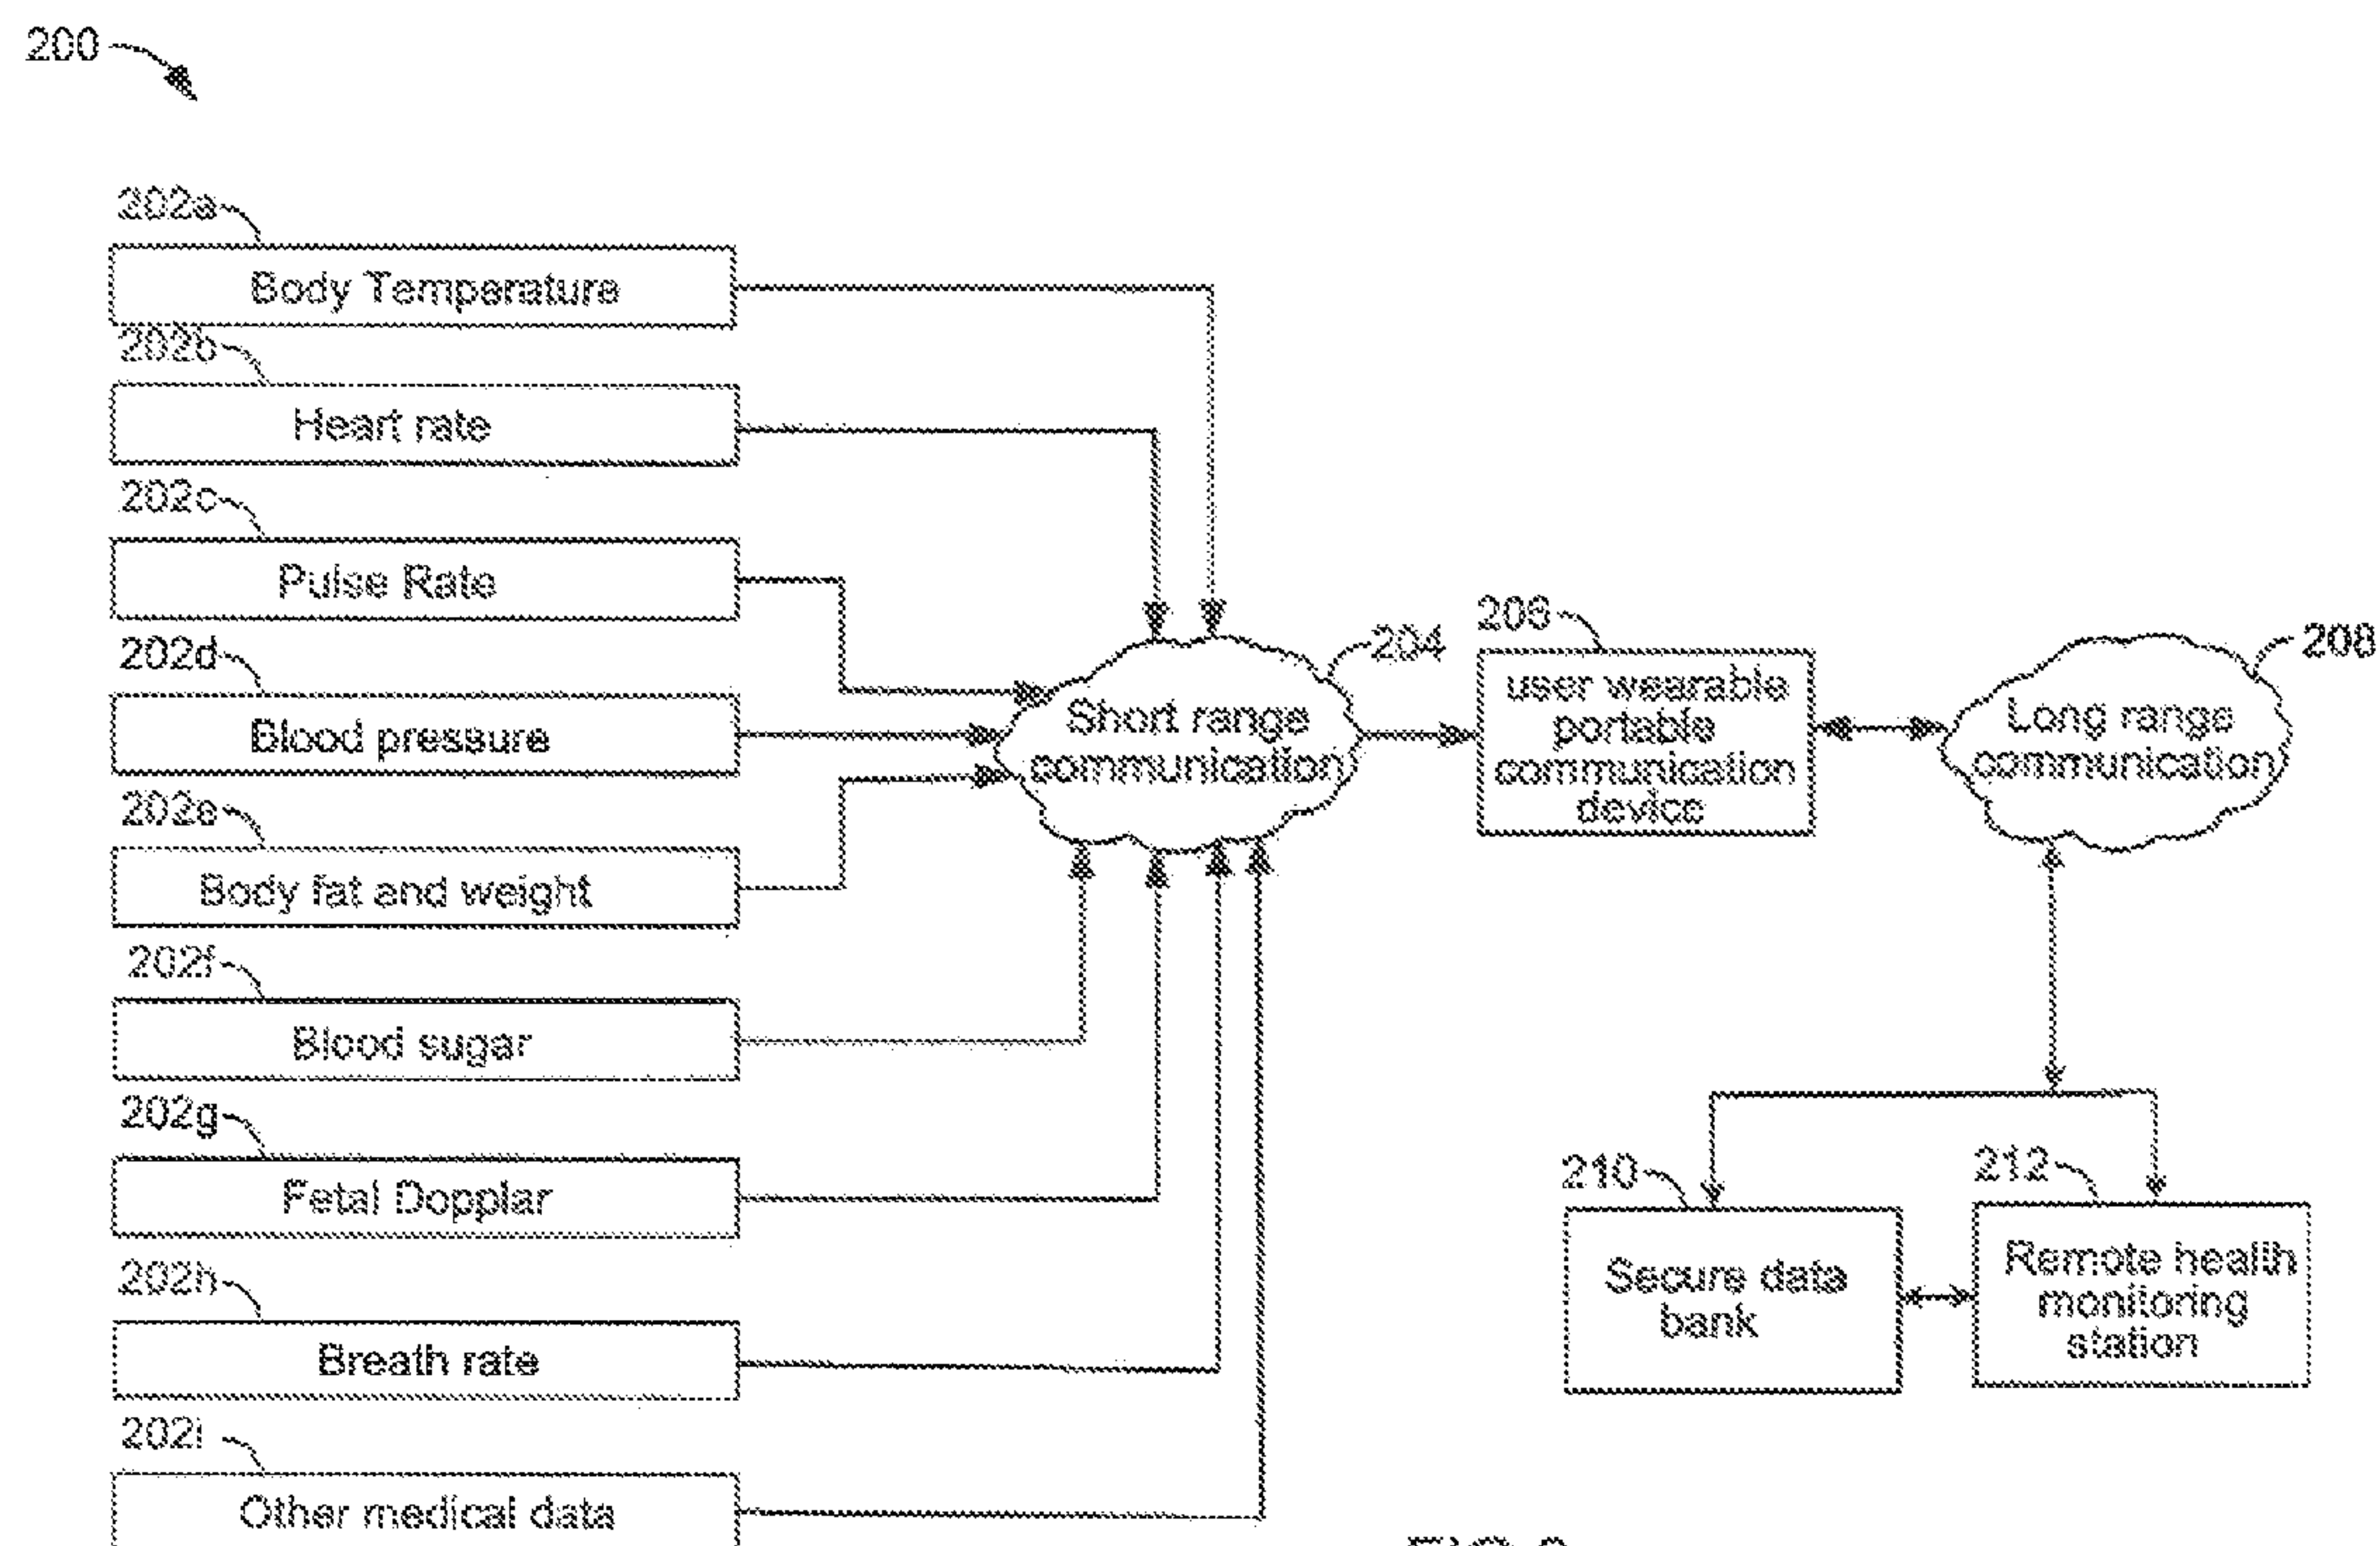 200
202a
Body Temperature
202b
Heart rate
202c
Pulse Rate
202d
Blood pressure
202e
Body fat and weight
202f
Blood sugar
202g
Fetal Dopplar
202h
Breath rate
202i
Other medical data
204
Short range
communication
206
user wearable
portable
communication
device
208
Long range
communication
210
Secure data
bank
212
Remote health
monitoring
station